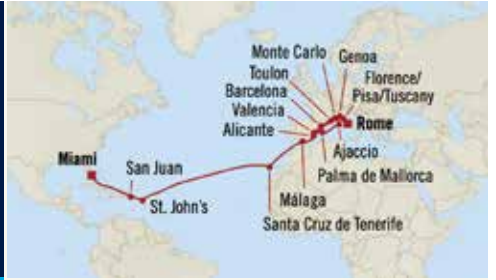 Monte Carlo
Genoa
Toulon
Florence/
Pisa/Tuscany
Barcelona
Valencia
Rome
Alicante
Ajaccio
Miami
San Juan
Palma de Mallorca
St. John's
Málaga
Santa Cruz de Tenerife